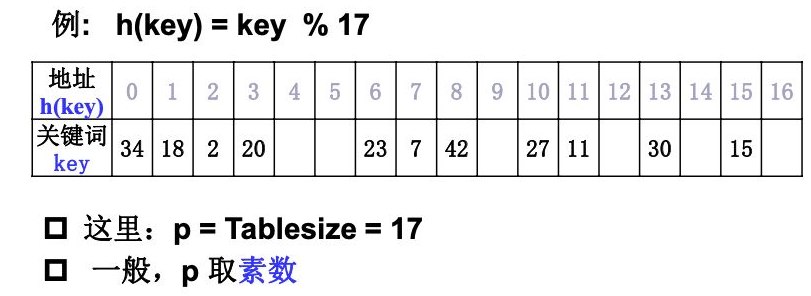 例: h(key) = key % 17
地址 h(key) 0 1 2 3 4 5 6 7 8 9 10 11 12 13 14 15 16
关键词 key 34 18 2 20 23 7 42 27 11 30 15
这里：p = Tablesize = 17
一般，p 取素数